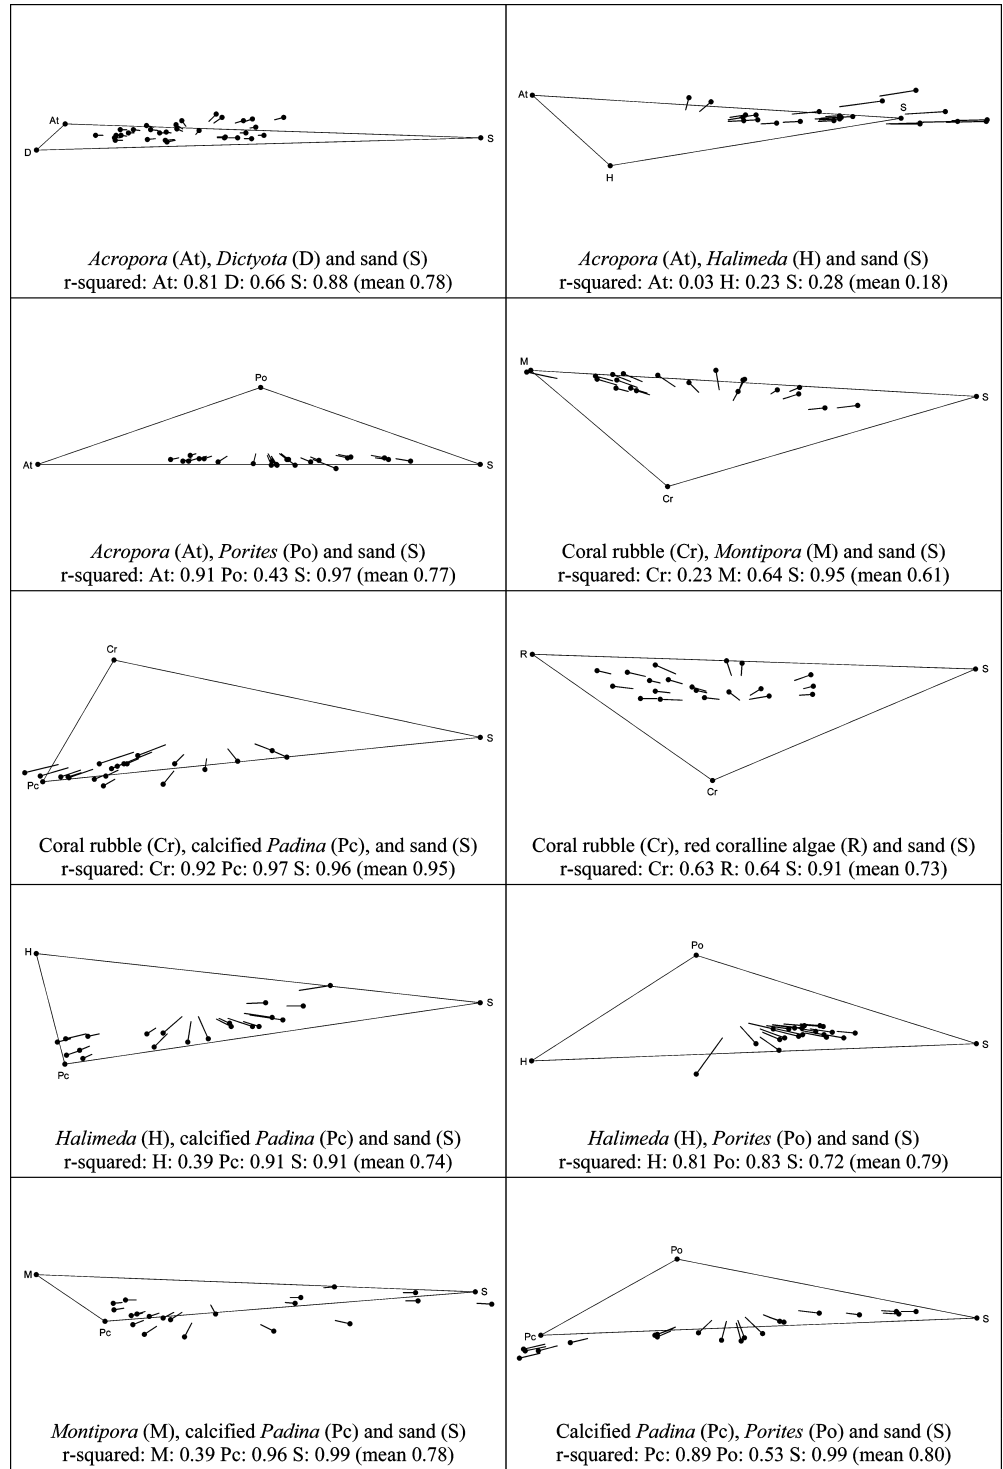 At
D
S
Acropora (At), Dictyota (D) and sand (S)
r-squared: At: 0.81 D: 0.66 S: 0.88 (mean 0.78)
At
S
H
Acropora (At), Halimeda (H) and sand (S)
r-squared: At: 0.03 H: 0.23 S: 0.28 (mean 0.18)
Po
At
S
Acropora (At), Porites (Po) and sand (S)
r-squared: At: 0.91 Po: 0.43 S: 0.97 (mean 0.77)
M
S
Cr
Coral rubble (Cr), Montipora (M) and sand (S)
r-squared: Cr: 0.23 M: 0.64 S: 0.95 (mean 0.61)
Cr
S
Pc
Coral rubble (Cr), calcified Padina (Pc), and sand (S)
r-squared: Cr: 0.92 Pc: 0.97 S: 0.96 (mean 0.95)
R
S
Cr
Coral rubble (Cr), red coralline algae (R) and sand (S)
r-squared: Cr: 0.63 R: 0.64 S: 0.91 (mean 0.73)
H
S
Pc
Halimeda (H), calcified Padina (Pc) and sand (S)
r-squared: H: 0.39 Pc: 0.91 S: 0.91 (mean 0.74)
Po
S
H
Halimeda (H), Porites (Po) and sand (S)
r-squared: H: 0.81 Po: 0.83 S: 0.72 (mean 0.79)
M
S
Pc
Montipora (M), calcified Padina (Pc) and sand (S)
r-squared: M: 0.39 Pc: 0.96 S: 0.99 (mean 0.78)
Po
S
Pc
Calcified Padina (Pc), Porites (Po) and sand (S)
r-squared: Pc: 0.89 Po: 0.53 S: 0.99 (mean 0.80)